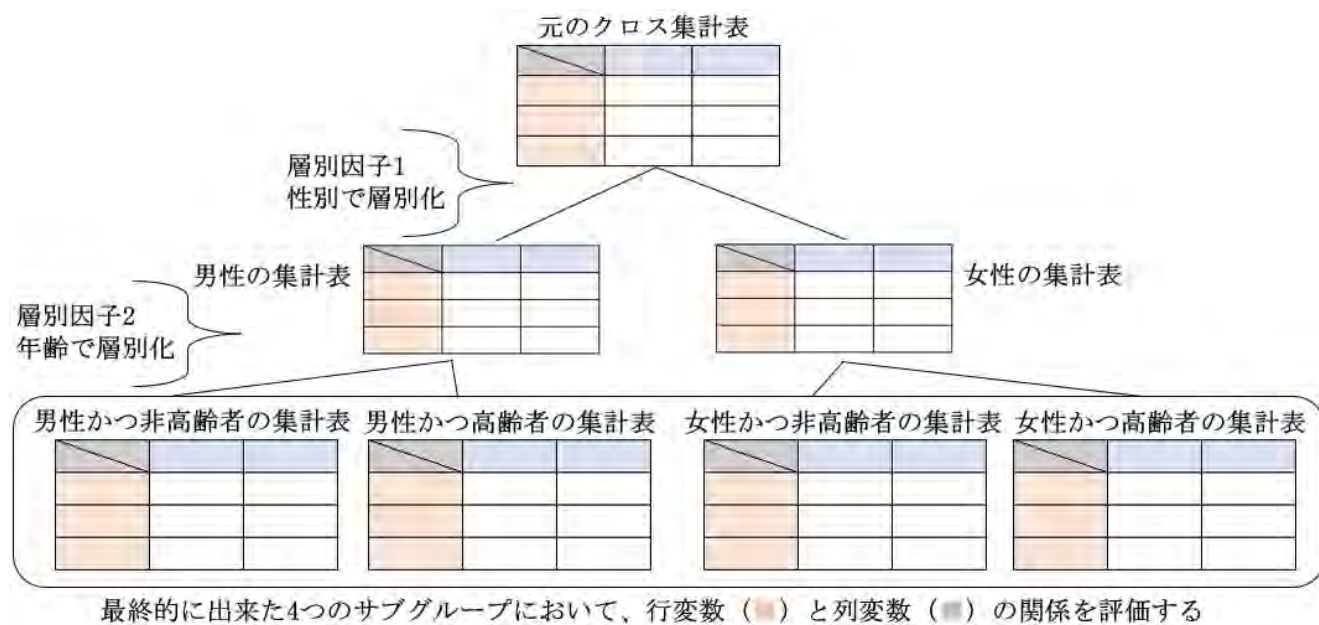 元のクロス集計表
層別因子1
性別で層別化
男性の集計表
女性の集計表
層別因子2
年齢で層別化
男性かつ非高齢者の集計表
男性かつ高齢者の集計表
女性かつ非高齢者の集計表
女性かつ高齢者の集計表
最終的に出来た4つのサブグループにおいて、行変数（■）と列変数（■）の関係を評価する